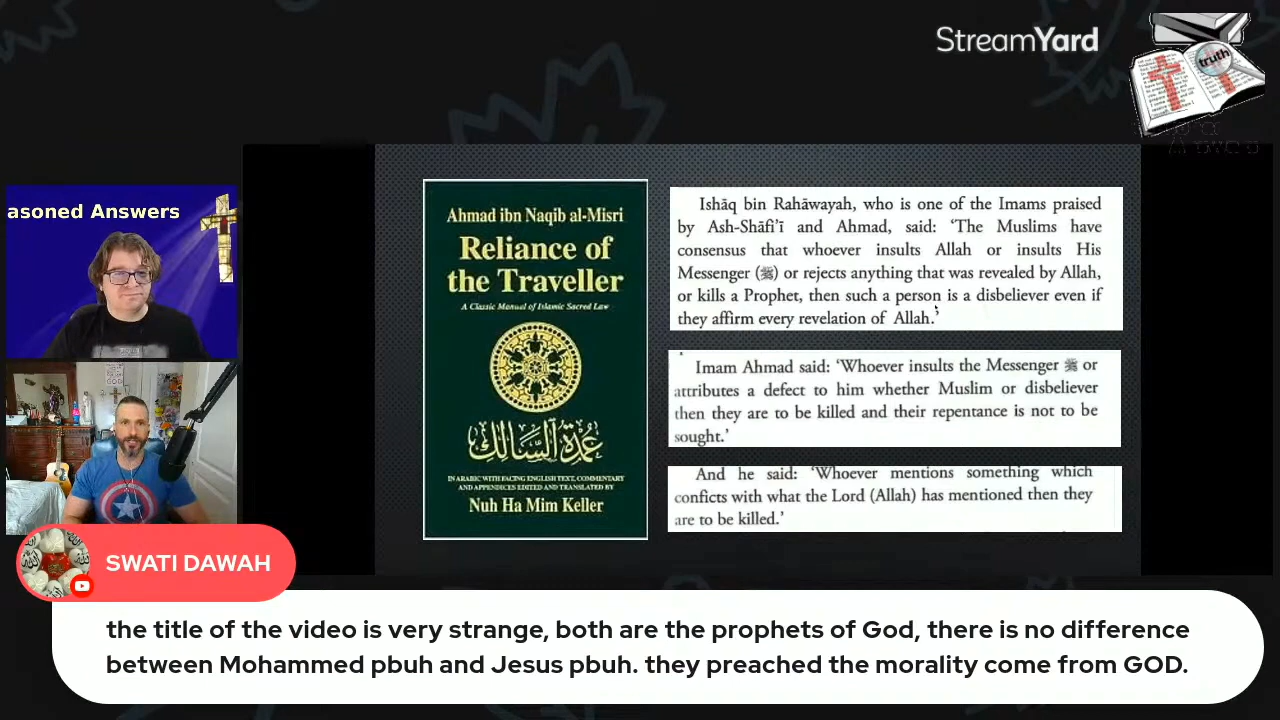 StreamYard
truth
asoned Answers
Ahmad ibn Naqib al-Misri
Reliance of
the Traveller
A Classic Manual of Islamic Sacred Law
عُمْدَةُ السَّالِك
IN ARABIC WITH FACING ENGLISH TEXT, COMMENTARY
AND APPENDICES EDITED AND TRANSLATED BY
Nuh Ha Mim Keller
Ishāq bin Rahāwayah, who is one of the Imams praised
by Ash-Shāfi'ī and Ahmad, said: 'The Muslims have
consensus that whoever insults Allah or insults His
Messenger (ﷺ) or rejects anything that was revealed by Allah,
or kills a Prophet, then such a person is a disbeliever even if
they affirm every revelation of Allah.'
Imam Ahmad said: 'Whoever insults the Messenger ﷺ or
attributes a defect to him whether Muslim or disbeliever
then they are to be killed and their repentance is not to be
sought.'
And he said: 'Whoever mentions something which
conficts with what the Lord (Allah) has mentioned then they
are to be killed.'
SWATI DAWAH
the title of the video is very strange, both are the prophets of God, there is no difference
between Mohammed pbuh and Jesus pbuh. they preached the morality come from GOD.